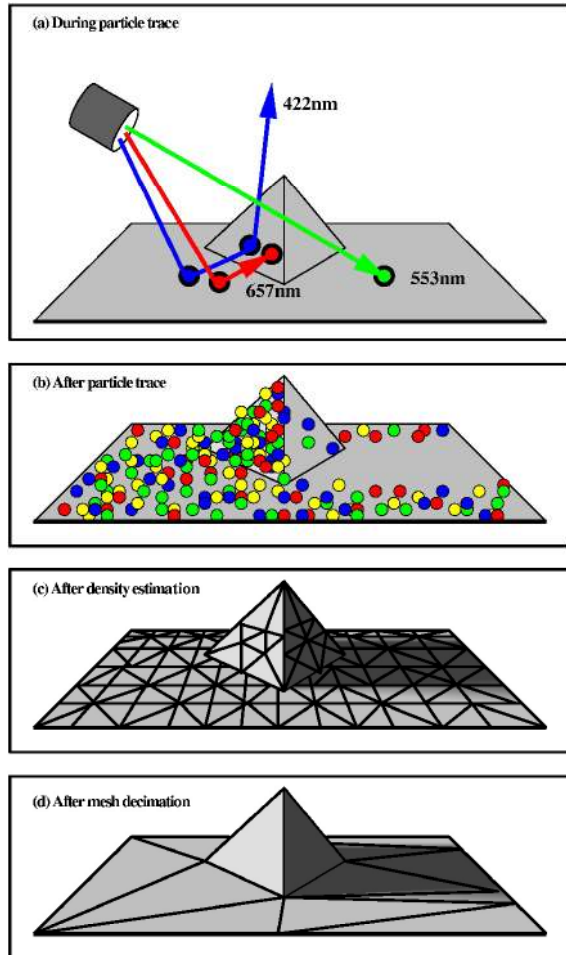 (a) During particle trace
422nm
657nm
553nm
(b) After particle trace
(c) After density estimation
(d) After mesh decimation